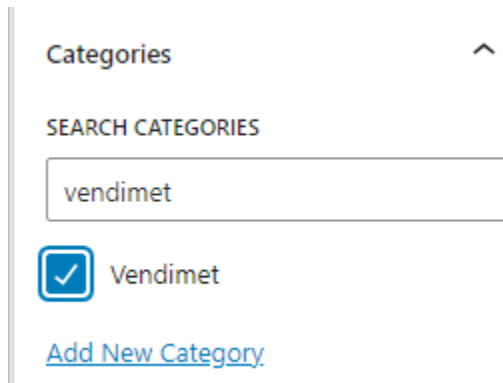 Categories
SEARCH CATEGORIES
vendimet
Vendimet
Add New Category